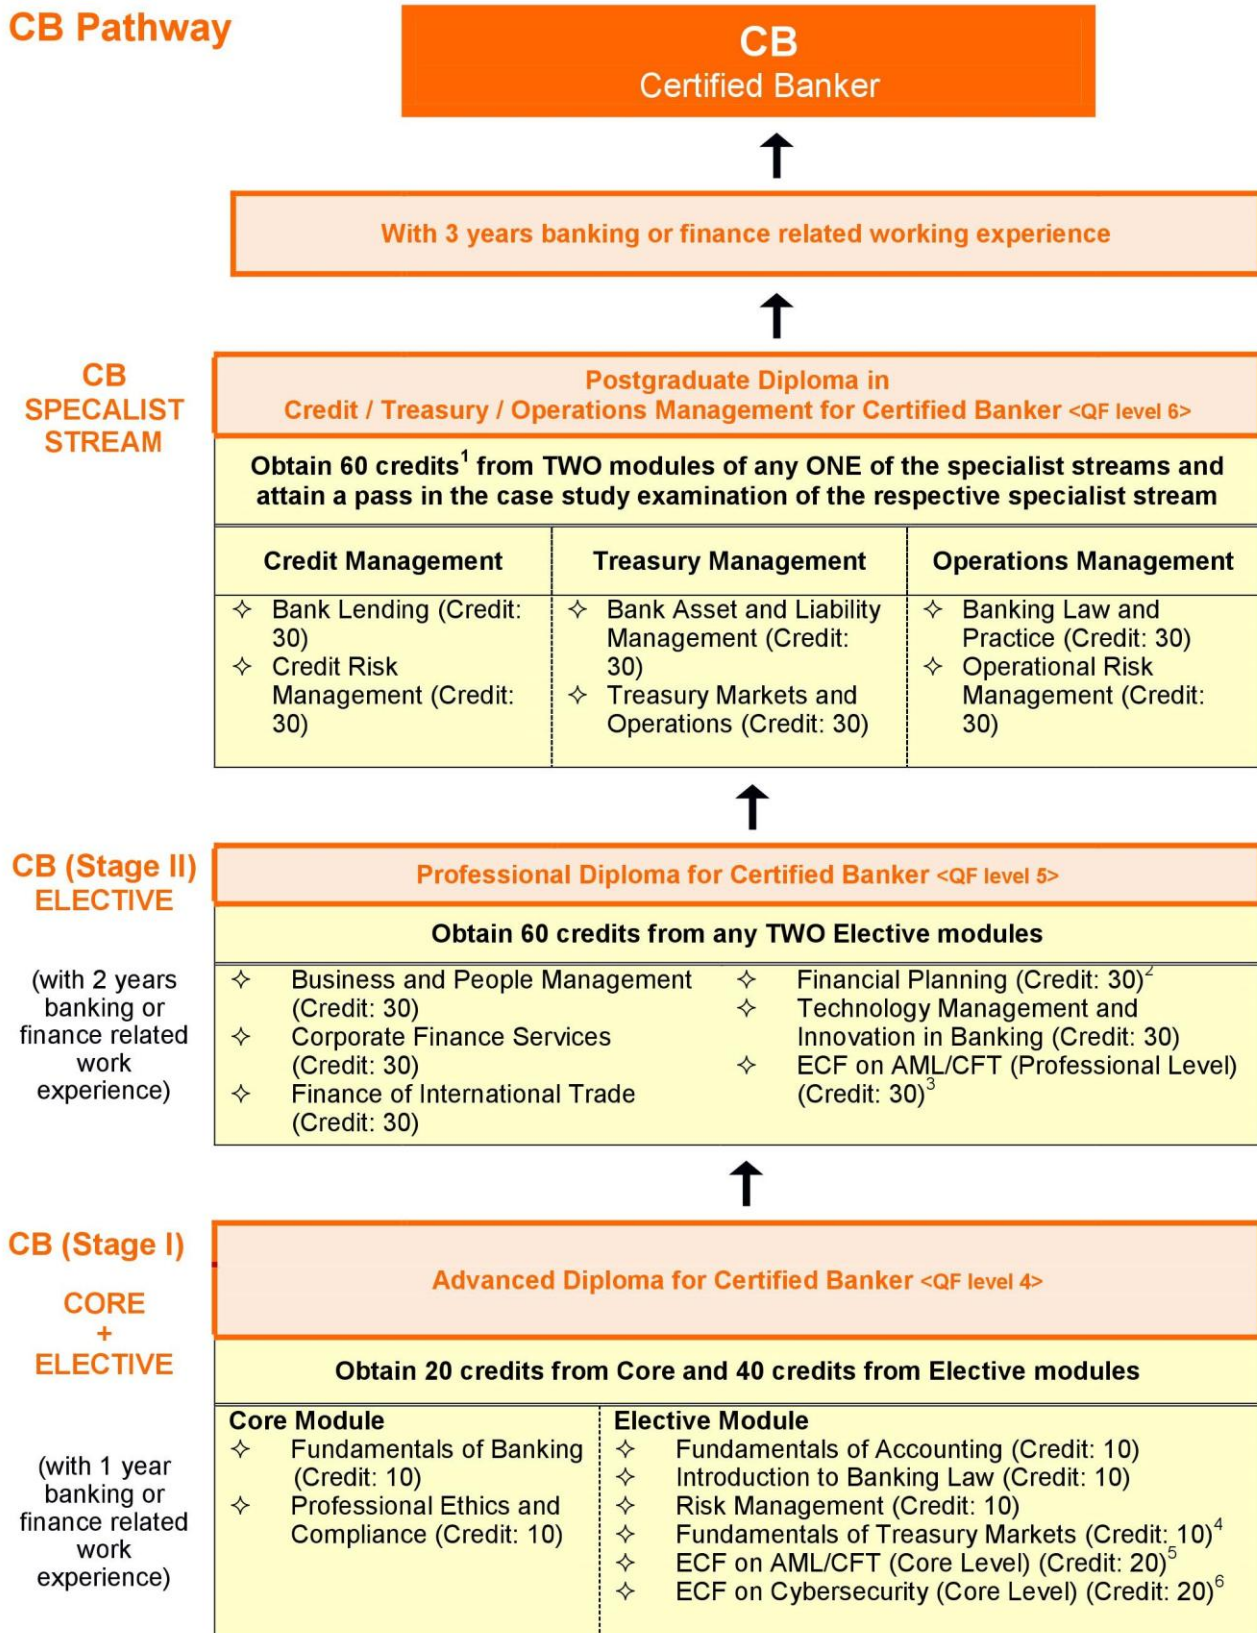 CB Pathway
CB
Certified Banker
With 3 years banking or finance related working experience
CB
SPECALIST
STREAM
Postgraduate Diploma in
Credit / Treasury / Operations Management for Certified Banker <QF level 6>
Obtain 60 credits¹ from TWO modules of any ONE of the specialist streams and
attain a pass in the case study examination of the respective specialist stream
Credit Management
✧ Bank Lending (Credit:
30)
✧ Credit Risk
Management (Credit:
30)
Treasury Management
✧ Bank Asset and Liability
Management (Credit:
30)
✧ Treasury Markets and
Operations (Credit: 30)
Operations Management
✧ Banking Law and
Practice (Credit: 30)
✧ Operational Risk
Management (Credit:
30)
CB (Stage II)
ELECTIVE
(with 2 years
banking or
finance related
work
experience)
Professional Diploma for Certified Banker <QF level 5>
Obtain 60 credits from any TWO Elective modules
✧ Business and People Management
(Credit: 30)
✧ Corporate Finance Services
(Credit: 30)
✧ Finance of International Trade
(Credit: 30)
✧ Financial Planning (Credit: 30)²
✧ Technology Management and
Innovation in Banking (Credit: 30)
✧ ECF on AML/CFT (Professional Level)
(Credit: 30)³
CB (Stage I)
CORE
+
ELECTIVE
(with 1 year
banking or
finance related
work
experience)
Advanced Diploma for Certified Banker <QF level 4>
Obtain 20 credits from Core and 40 credits from Elective modules
Core Module
✧ Fundamentals of Banking
(Credit: 10)
✧ Professional Ethics and
Compliance (Credit: 10)
Elective Module
✧ Fundamentals of Accounting (Credit: 10)
✧ Introduction to Banking Law (Credit: 10)
✧ Risk Management (Credit: 10)
✧ Fundamentals of Treasury Markets (Credit: 10)⁴
✧ ECF on AML/CFT (Core Level) (Credit: 20)⁵
✧ ECF on Cybersecurity (Core Level) (Credit: 20)⁶